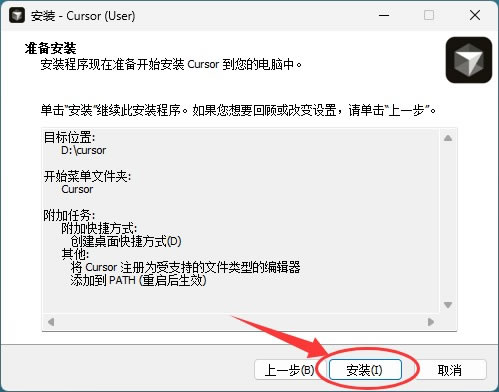 安装 - Cursor (User)
准备安装
安装程序现在准备开始安装 Cursor 到您的电脑中。
单击“安装”继续此安装程序。如果您想要回顾或改变设置，请单击“上一步”。
目标位置:
D:\cursor
开始菜单文件夹:
Cursor
附加任务:
附加快捷方式:
创建桌面快捷方式(D)
其他:
将 Cursor 注册为受支持的文件类型的编辑器
添加到 PATH (重启后生效)
上一步(B)
安装(I)
取消